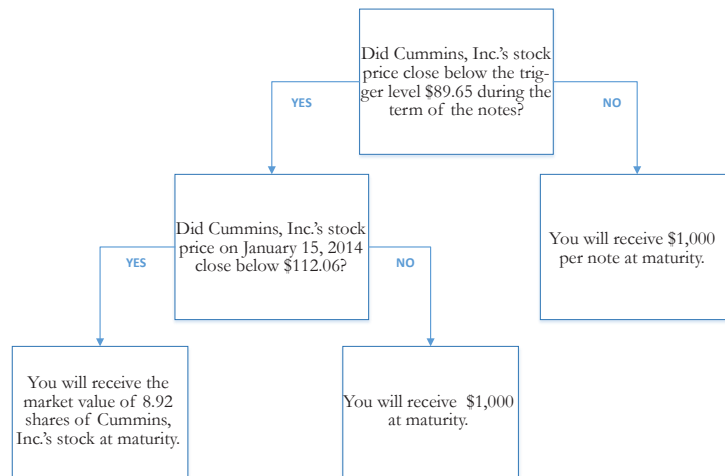 Did Cummins, Inc.'s stock
price close below the trig-
ger level $89.65 during the
term of the notes?
YES
NO
Did Cummins, Inc.'s stock
price on January 15, 2014
close below $112.06?
You will receive $1,000
per note at maturity.
YES
NO
You will receive the
market value of 8.92
shares of Cummins,
Inc.'s stock at maturity.
You will receive $1,000
at maturity.